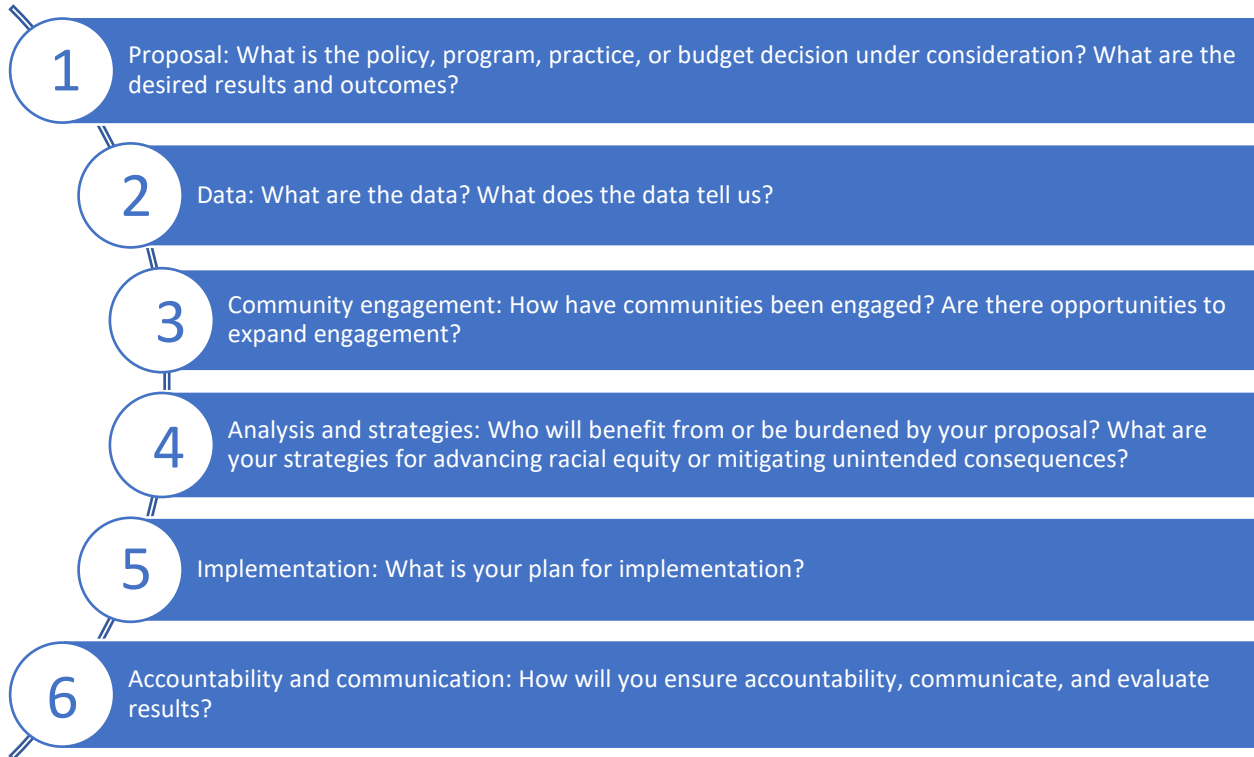 1
Proposal: What is the policy, program, practice, or budget decision under consideration? What are the
desired results and outcomes?
2
Data: What are the data? What does the data tell us?
3
Community engagement: How have communities been engaged? Are there opportunities to
expand engagement?
4
Analysis and strategies: Who will benefit from or be burdened by your proposal? What are
your strategies for advancing racial equity or mitigating unintended consequences?
5
Implementation: What is your plan for implementation?
6
Accountability and communication: How will you ensure accountability, communicate, and evaluate
results?